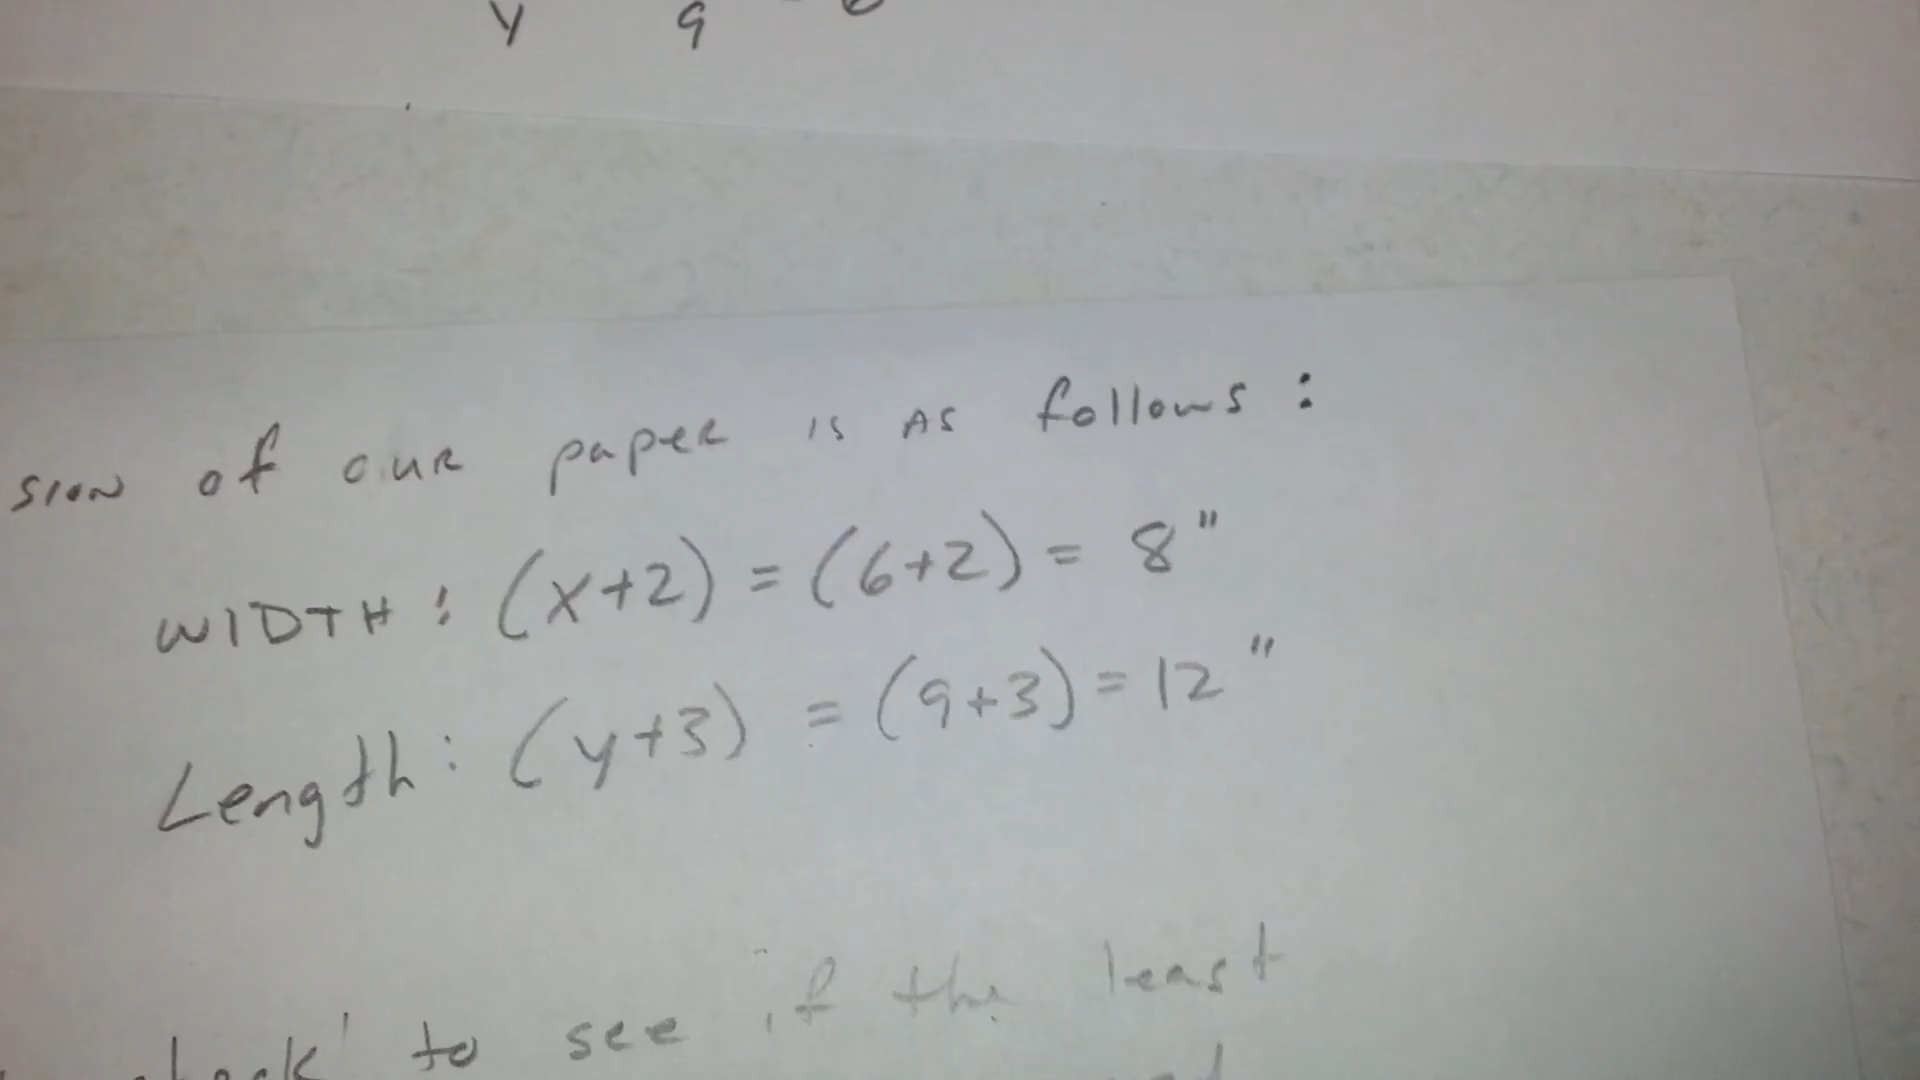 y 9
sion of our paper is as follows:
WIDTH: (x+2) = (6+2) = 8"
Length: (y+3) = (9+3) = 12"
to see if the least